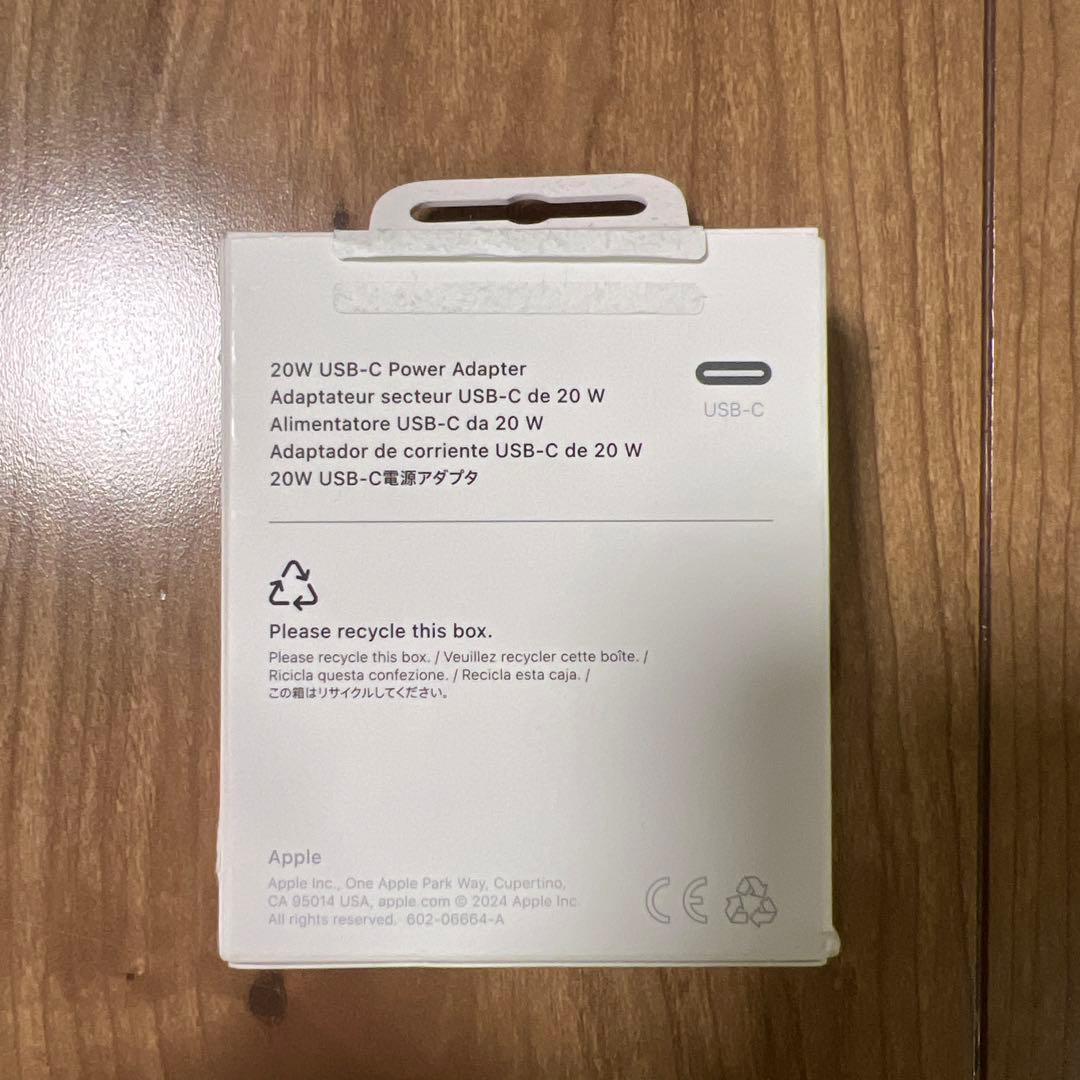 20W USB-C Power Adapter
Adaptateur secteur USB-C de 20 W
Alimentatore USB-C da 20 W
Adaptador de corriente USB-C de 20 W
20W USB-C電源アダプタ
USB-C
Please recycle this box.
Please recycle this box. / Veuillez recycler cette boîte. /
Ricicla questa confezione. / Recicla esta caja. /
この箱はリサイクルしてください。
Apple
Apple Inc., One Apple Park Way, Cupertino,
CA 95014 USA, apple.com © 2024 Apple Inc.
All rights reserved. 602-06664-A
CE